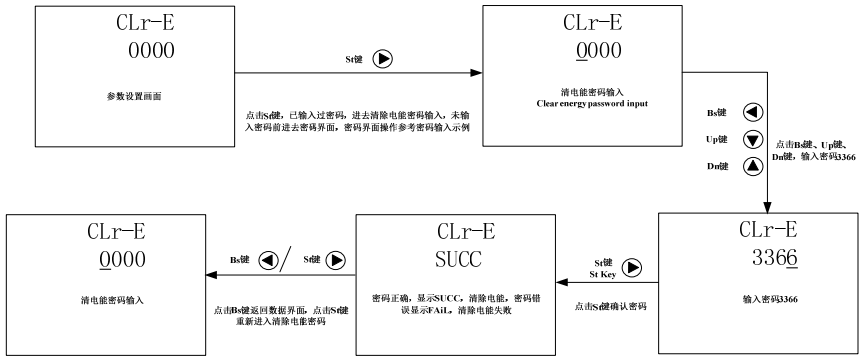 CLr-E
0000
参数设置画面
St键
点击St键，已输入过密码，进去清除电能密码输入，未输
入密码前进去密码界面，密码界面操作参考密码输入示例
CLr-E
0000
清电能密码输入
Clear energy password input
Bs键
Up键
Dn键
点击Bs键、Up键、
Dn键，输入密码3366
CLr-E
3366
输入密码3366
St键
St Key
点击St键确认密码
CLr-E
SUCC
密码正确，显示SUCC，清除电能，密码错
误显示FAiL，清除电能失败
Bs键
/
St键
点击Bs键返回数据界面，点击St键
重新进入清除电能密码
CLr-E
0000
清电能密码输入